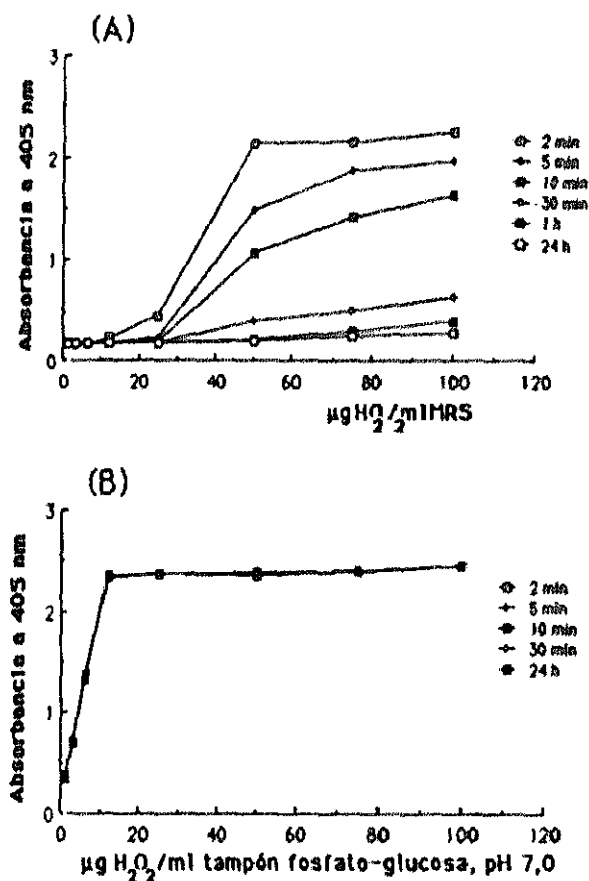 (A)
3
2
1
0
0 20 40 60 80 100 120
Absorbencia a 405 nm
µg H2O2/ml MRS
2 min
5 min
10 min
30 min
1 h
24 h
(B)
3
2
1
0
0 20 40 60 80 100 120
Absorbencia a 405 nm
µg H2O2/ml tampón fosfato-glucosa, pH 7,0
2 min
5 min
10 min
30 min
24 h